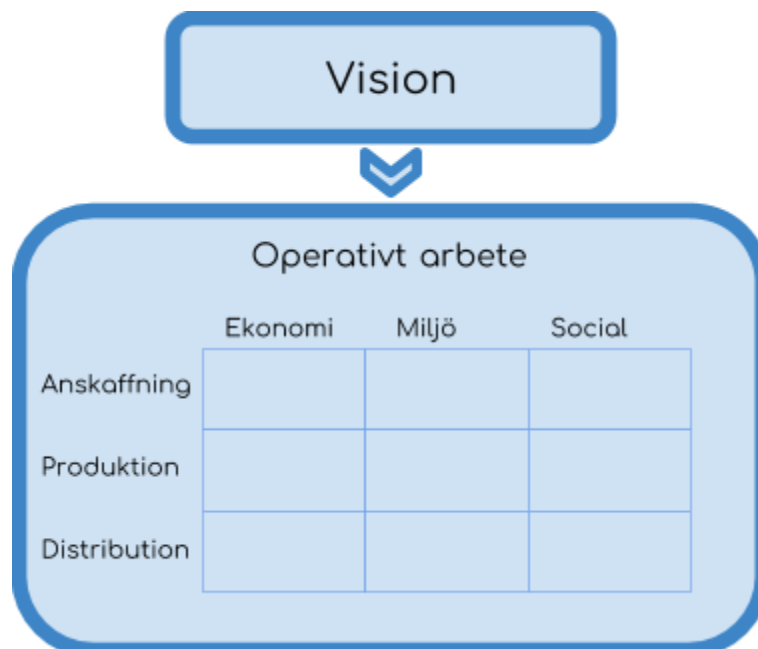 Vision
Operativt arbete
Ekonomi Miljö Social
Anskaffning
Produktion
Distribution